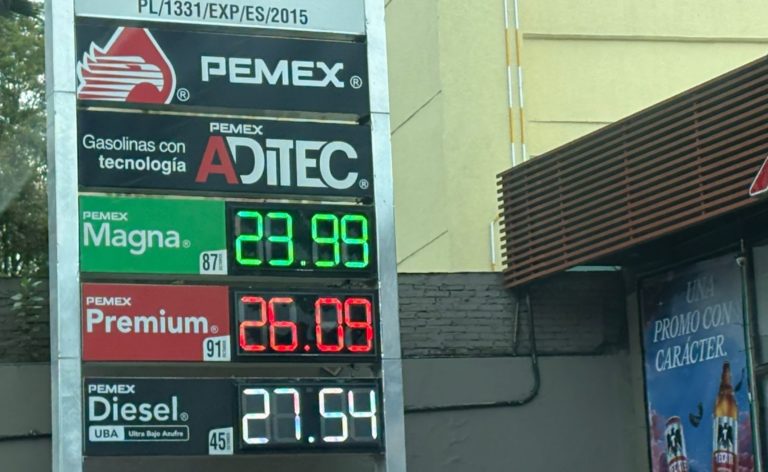 PL/1331/EXP/ES/2015
PEMEX®
Gasolinas con
tecnología
PEMEX
ADITEC®
PEMEX
Magna®
87
23.99
PEMEX
Premium®
91
26.09
PEMEX
Diesel®
UBA Ultra Bajo Azufre
45
27.54
UNA
PROMO CON
CARÁCTER.